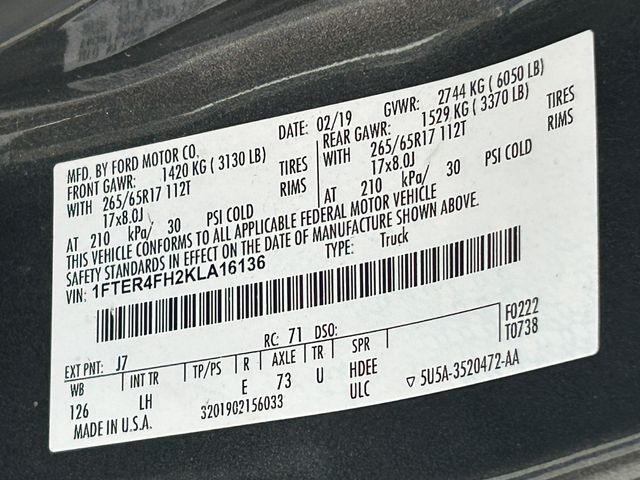 MFD. BY FORD MOTOR CO. DATE: 02/19 GVWR: 2744 KG ( 6050 LB)
FRONT GAWR: 1420 KG ( 3130 LB) REAR GAWR: 1529 KG ( 3370 LB)
WITH 265/65R17 112T TIRES WITH 265/65R17 112T TIRES
17x8.0J RIMS 17x8.0J RIMS
AT 210 kPa/ 30 PSI COLD AT 210 kPa/ 30 PSI COLD
THIS VEHICLE CONFORMS TO ALL APPLICABLE FEDERAL MOTOR VEHICLE
SAFETY STANDARDS IN EFFECT ON THE DATE OF MANUFACTURE SHOWN ABOVE.
VIN: 1FTER4FH2KLA16136 TYPE: Truck
F0222
T0738
EXT PNT: J7 RC: 71 DSO:
WB INT TR TP/PS R AXLE TR SPR
126 LH E 73 U HDEE
ULC
MADE IN U.S.A. 3201902156033 ▽ 5U5A-3520472-AA